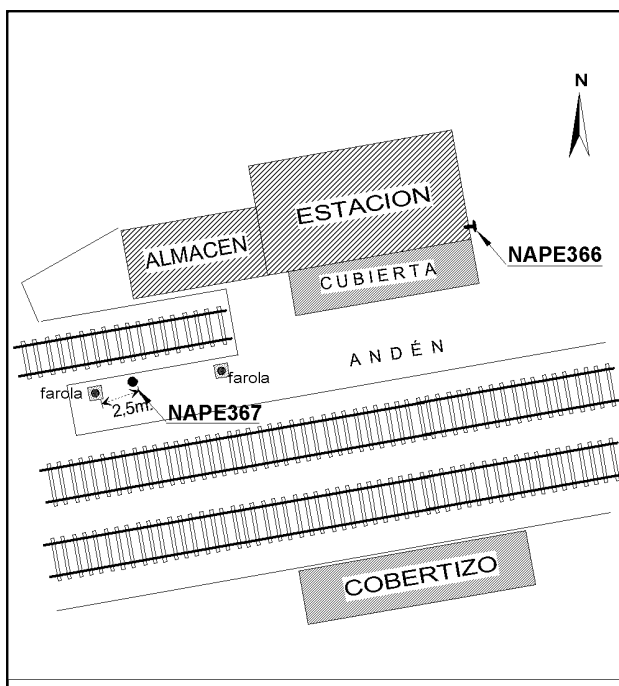 N
ESTACION
ALMACEN
NAPE366
CUBIERTA
ANDÉN
farola
farola
2,5m.
NAPE367
COBERTIZO